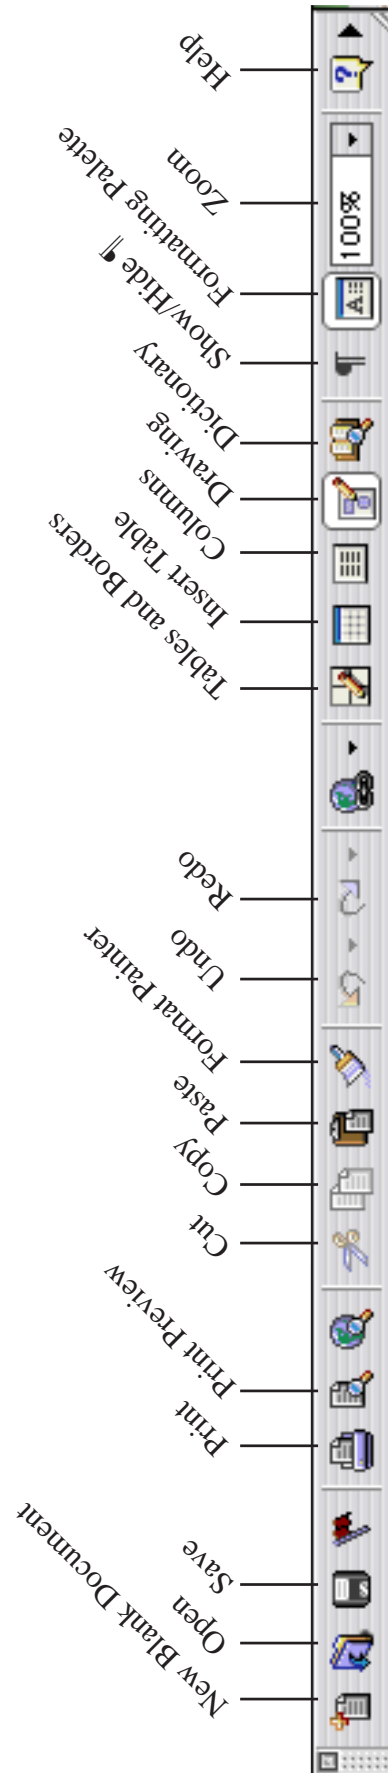 New Blank Document
Open
Save
Print
Print Preview
Cut
Copy
Paste
Format Painter
Undo
Redo
Tables and Borders
Insert Table
Columns
Drawing
Dictionary
Show/Hide ¶
Formatting Palette
Zoom
Help
¶
A
100%
?